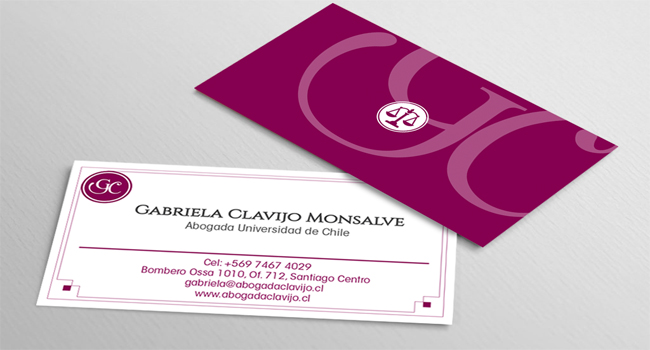 GC
GC
Gabriela Clavijo Monsalve
Abogada Universidad de Chile
Cel: +569 7467 4029
Bombero Ossa 1010, Of. 712, Santiago Centro
gabriela@abogadaclavijo.cl
www.abogadaclavijo.cl